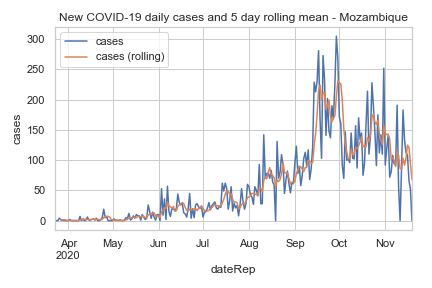 New COVID-19 daily cases and 5 day rolling mean - Mozambique
cases
cases (rolling)
cases
300
250
200
150
100
50
0
Apr May Jun Jul Aug Sep Oct Nov
2020
dateRep